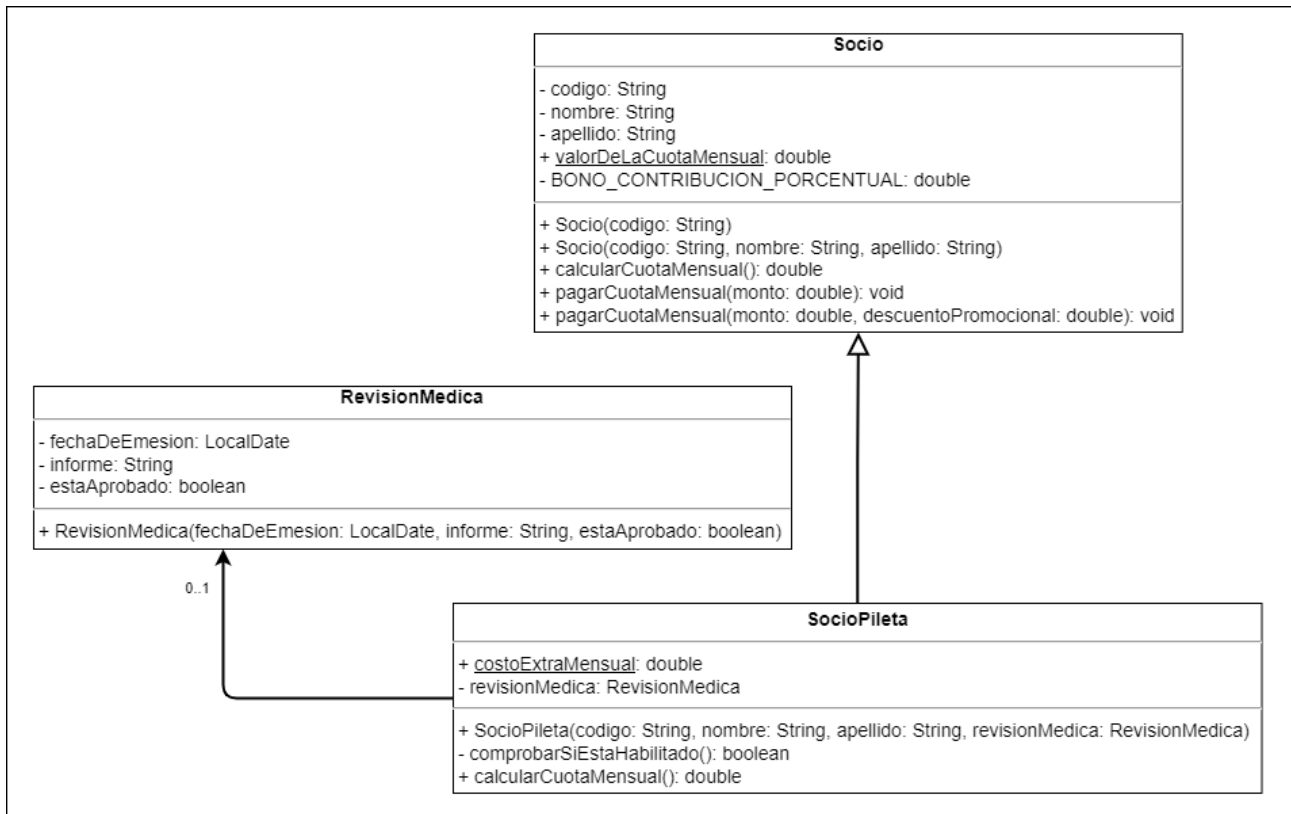 Socio
- codigo: String
- nombre: String
- apellido: String
+ valorDeLaCuotaMensual: double
- BONO_CONTRIBUCION_PORCENTUAL: double
+ Socio(codigo: String)
+ Socio(codigo: String, nombre: String, apellido: String)
+ calcularCuotaMensual(): double
+ pagarCuotaMensual(monto: double): void
+ pagarCuotaMensual(monto: double, descuentoPromocional: double): void
RevisionMedica
- fechaDeEmesion: LocalDate
- informe: String
- estaAprobado: boolean
+ RevisionMedica(fechaDeEmesion: LocalDate, informe: String, estaAprobado: boolean)
0..1
SocioPileta
+ costoExtraMensual: double
- revisionMedica: RevisionMedica
+ SocioPileta(codigo: String, nombre: String, apellido: String, revisionMedica: RevisionMedica)
- comprobarSiEstaHabilitado(): boolean
+ calcularCuotaMensual(): double